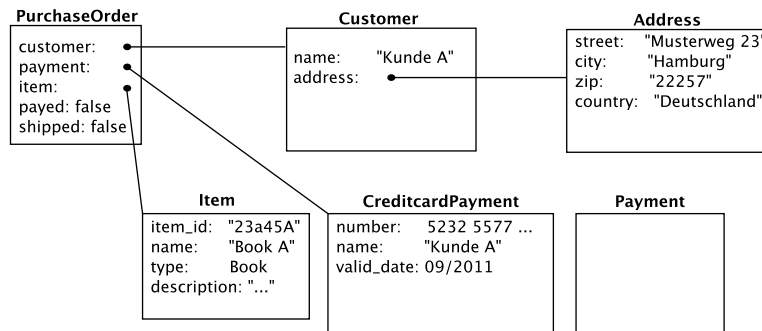 PurchaseOrder
customer:
payment:
item:
payed: false
shipped: false
Customer
name: "Kunde A"
address:
Address
street: "Musterweg 23"
city: "Hamburg"
zip: "22257"
country: "Deutschland"
Item
item_id: "23a45A"
name: "Book A"
type: Book
description: "..."
CreditcardPayment
number: 5232 5577 ...
name: "Kunde A"
valid_date: 09/2011
Payment